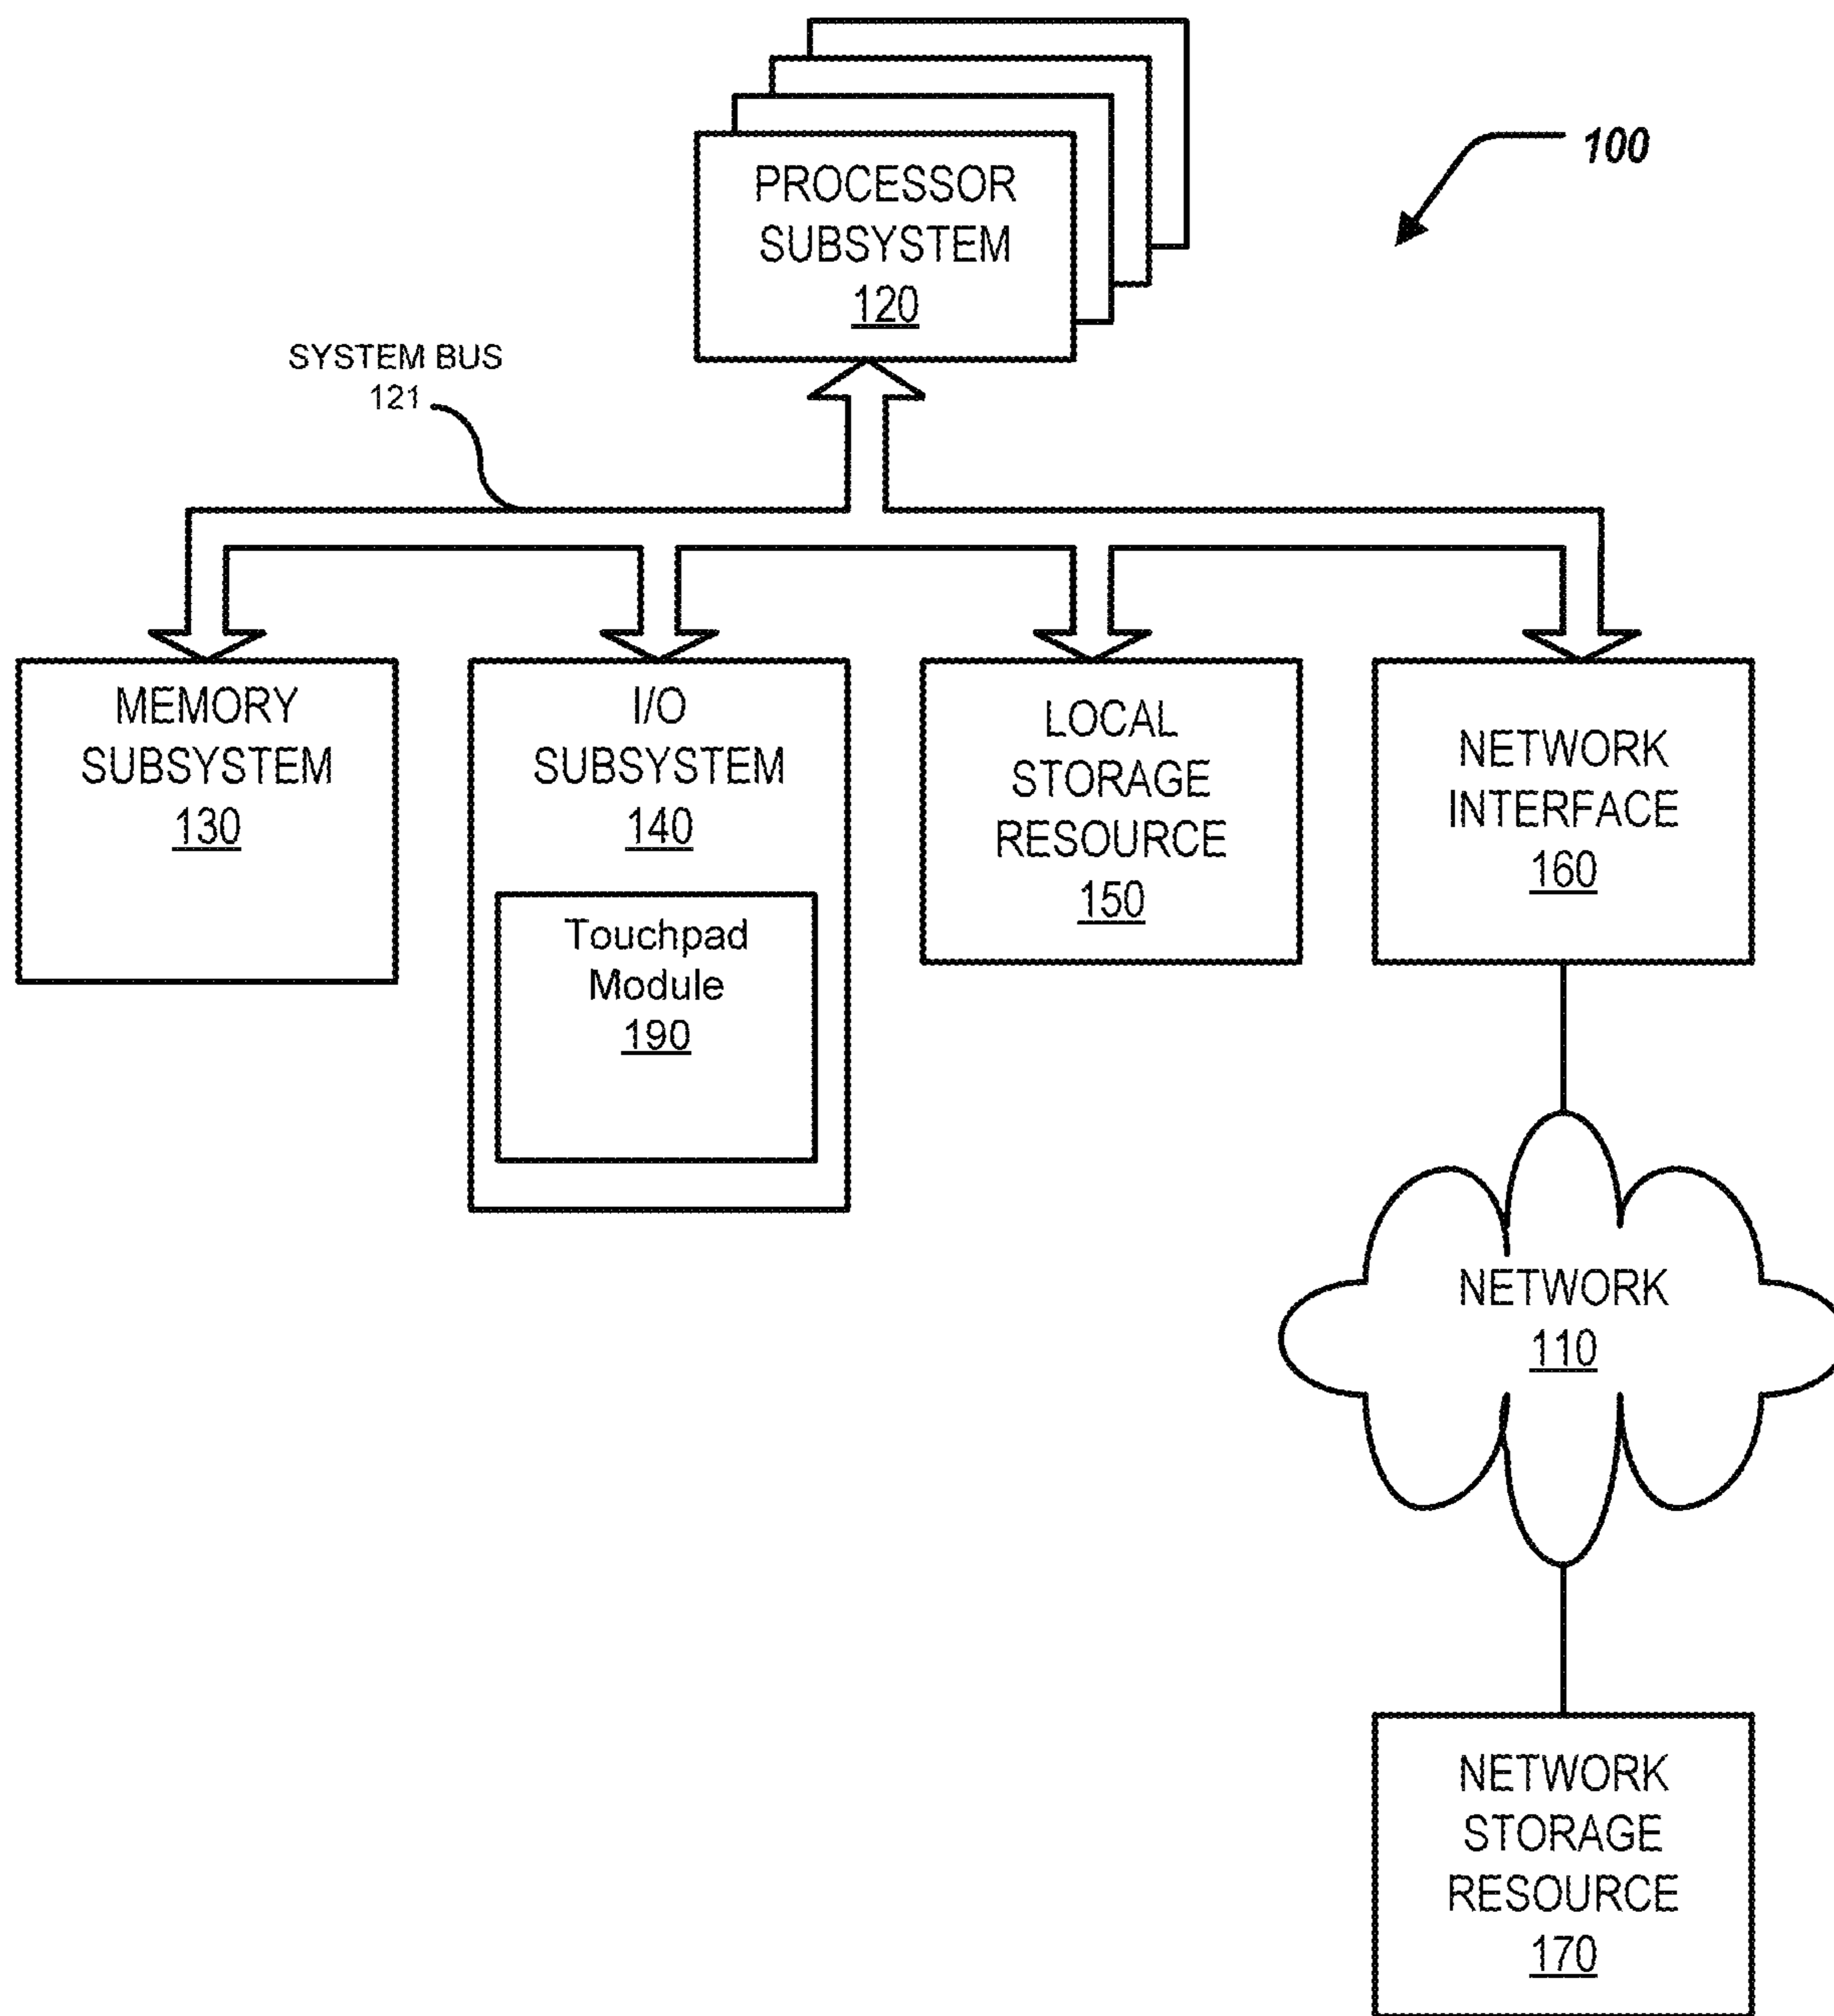 100
PROCESSOR
SUBSYSTEM
120
SYSTEM BUS
121
MEMORY
SUBSYSTEM
130
I/O
SUBSYSTEM
140
Touchpad
Module
190
LOCAL
STORAGE
RESOURCE
150
NETWORK
INTERFACE
160
NETWORK
110
NETWORK
STORAGE
RESOURCE
170